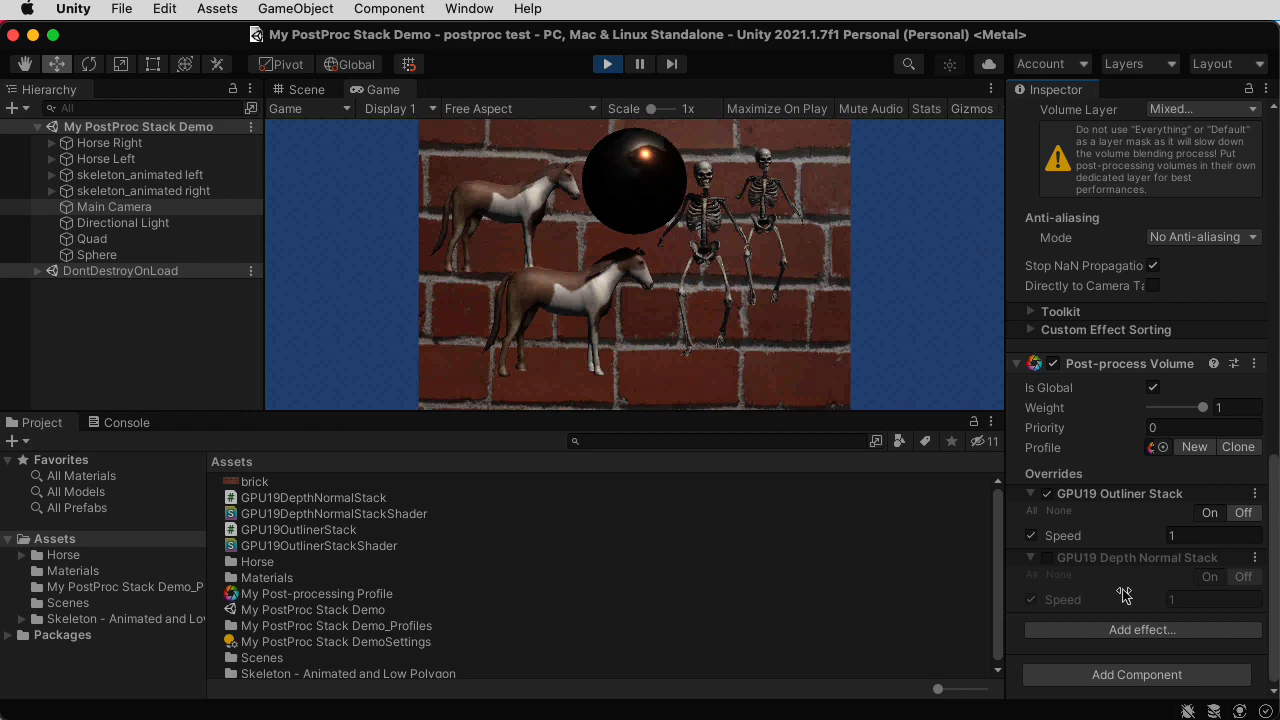 Unity File Edit Assets GameObject Component Window Help
My PostProc Stack Demo - postproc test - PC, Mac & Linux Standalone - Unity 2021.1.7f1 Personal (Personal) <Metal>
Pivot Global Account Layers Layout
Hierarchy
All
My PostProc Stack Demo
Horse Right
Horse Left
skeleton_animated left
skeleton_animated right
Main Camera
Directional Light
Quad
Sphere
DontDestroyOnLoad
Scene Game
Game Display 1 Free Aspect Scale 1x Maximize On Play Mute Audio Stats Gizmos
Project Console
11
Favorites
All Materials
All Models
All Prefabs
Assets
Horse
Materials
My PostProc Stack Demo_P
Scenes
Skeleton - Animated and Lo
Packages
Assets
brick
GPU19DepthNormalStack
GPU19DepthNormalStackShader
GPU19OutlinerStack
GPU19OutlinerStackShader
Horse
Materials
My Post-processing Profile
My PostProc Stack Demo
My PostProc Stack Demo_Profiles
My PostProc Stack DemoSettings
Scenes
Skeleton - Animated and Low Polygon
Inspector
Volume Layer Mixed...
Do not use "Everything" or "Default"
as a layer mask as it will slow down
the volume blending process! Put
post-processing volumes in their own
dedicated layer for best
performances.
Anti-aliasing
Mode No Anti-aliasing
Stop NaN Propagatio
Directly to Camera Ta
Toolkit
Custom Effect Sorting
Post-process Volume
Is Global
Weight 1
Priority 0
Profile New Clone
Overrides
GPU19 Outliner Stack
All None On Off
Speed 1
GPU19 Depth Normal Stack
All None On Off
Speed 1
Add effect...
Add Component